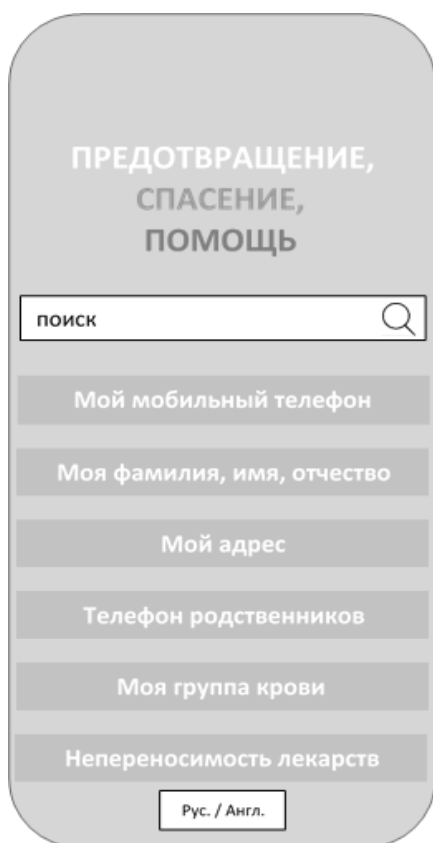 ПРЕДОТВРАЩЕНИЕ,
СПАСЕНИЕ,
ПОМОЩЬ
поиск
Мой мобильный телефон
Моя фамилия, имя, отчество
Мой адрес
Телефон родственников
Моя группа крови
Непереносимость лекарств
Рус. / Англ.